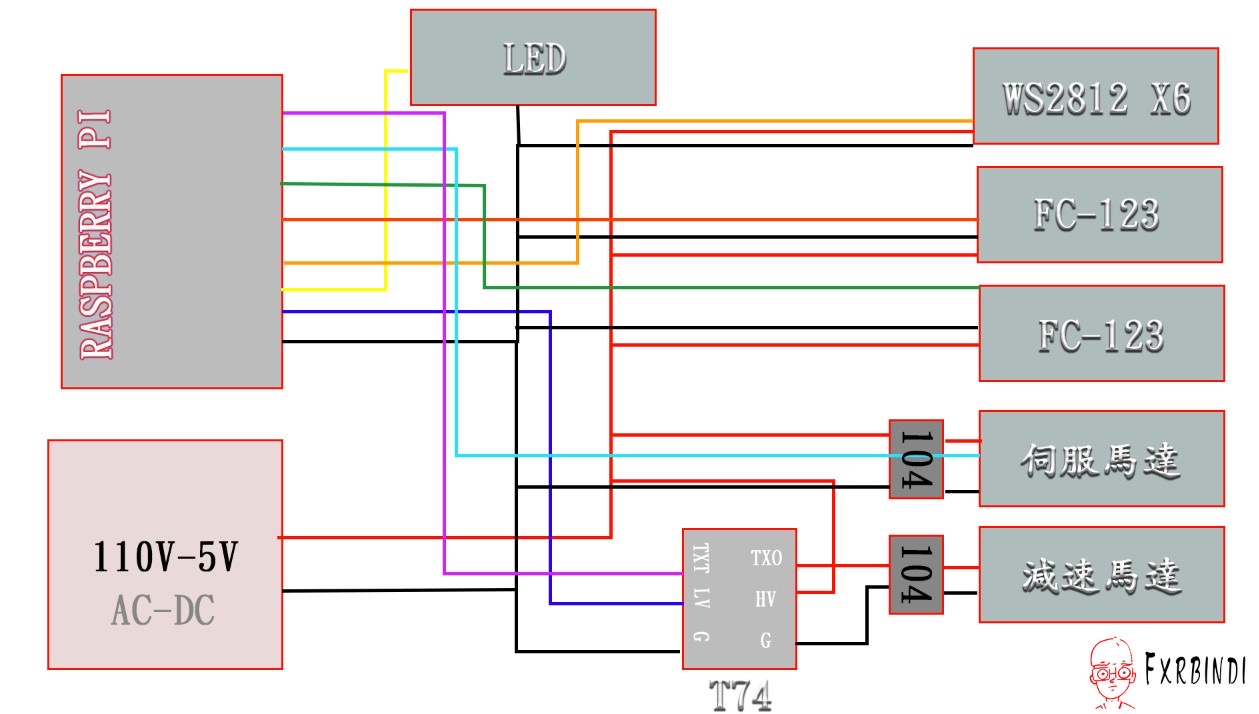 LED
WS2812 X6
RASPBERRY PI
FC-123
FC-123
104
伺服馬達
110V-5V
AC-DC
TXT
LV
G
TXO
HV
G
104
減速馬達
T74
FXRBINDI